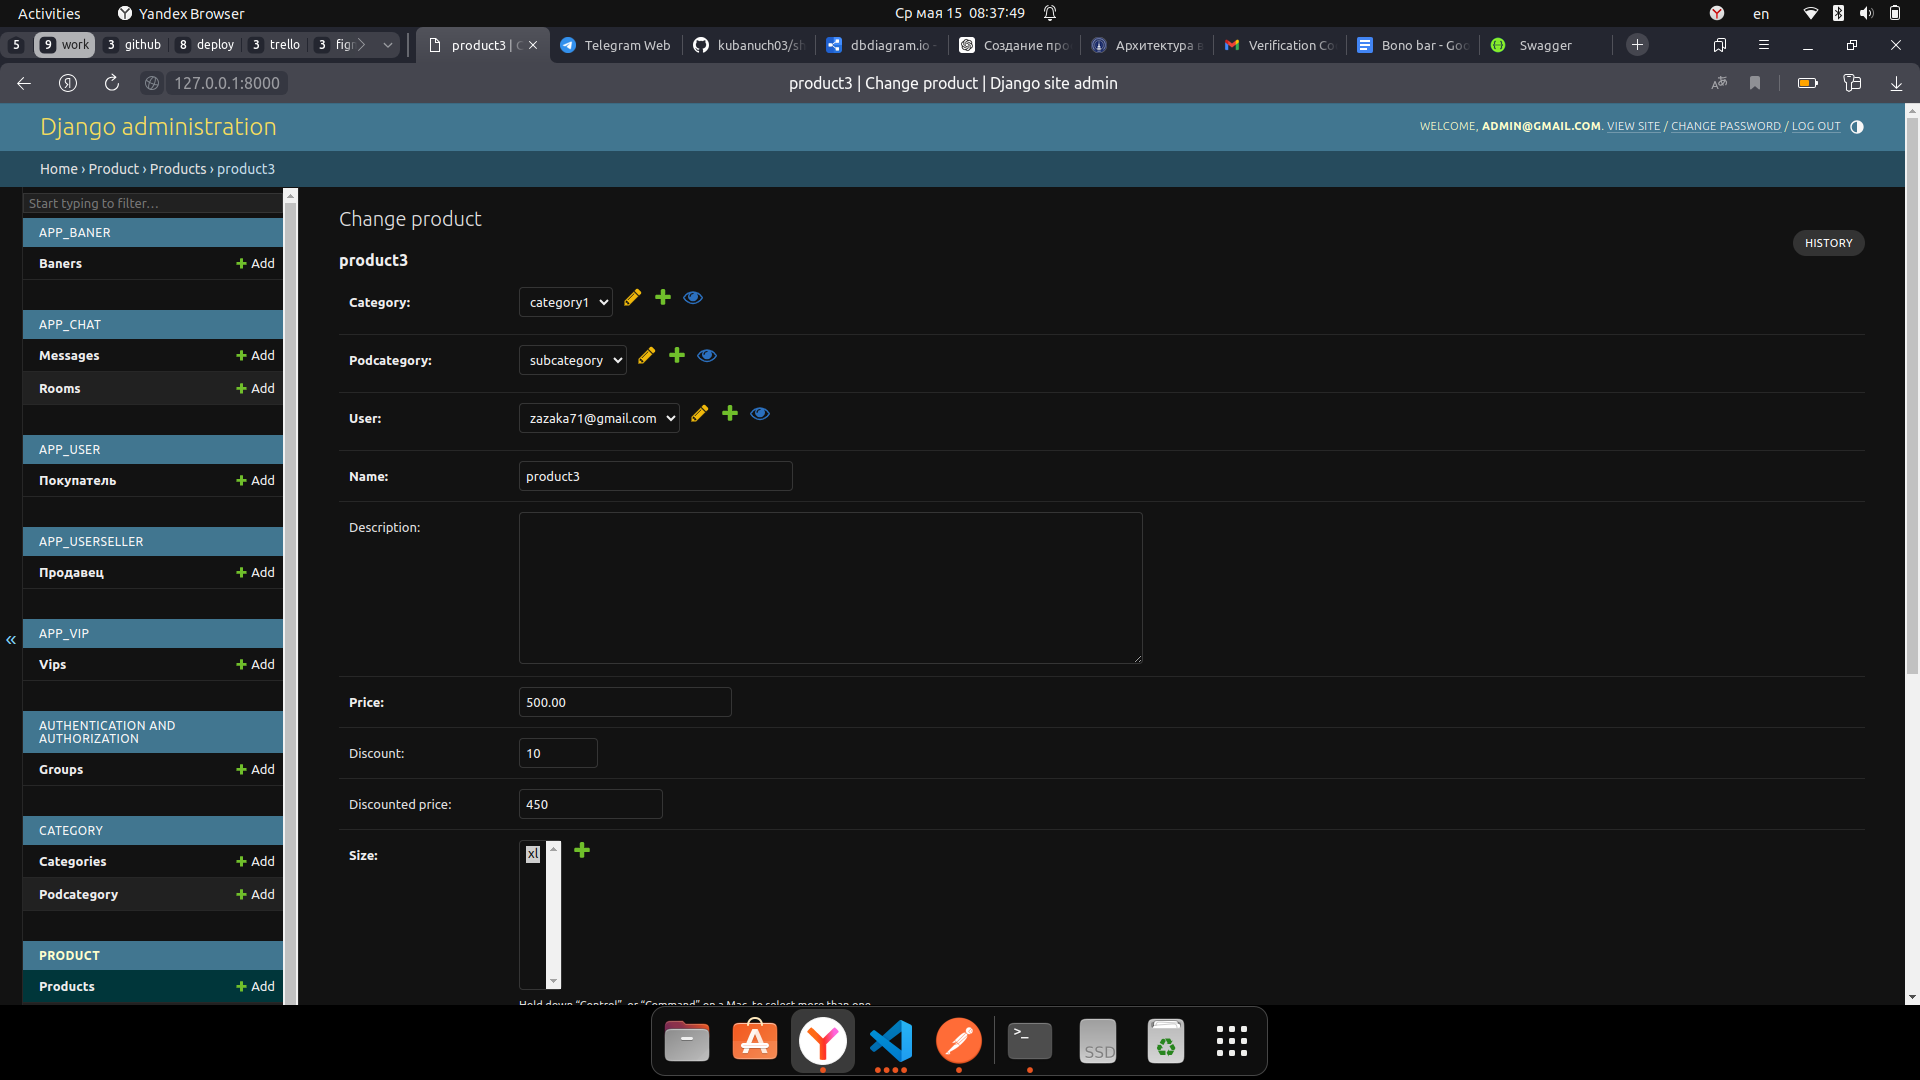 Activities Yandex Browser Ср мая 15 08:37:49 en
5 9 work 3 github 8 deploy 3 trello 3 figr product3 | C Telegram Web kubanuch03/sh dbdiagram.io - Создание про Архитектура в Verification Co Bono bar - Goo Swagger
127.0.0.1:8000 product3 | Change product | Django site admin
Django administration
WELCOME, ADMIN@GMAIL.COM. VIEW SITE / CHANGE PASSWORD / LOG OUT
Home › Product › Products › product3
Start typing to filter…
APP_BANER
Baners Add
APP_CHAT
Messages Add
Rooms Add
APP_USER
Покупатель Add
APP_USERSELLER
Продавец Add
APP_VIP
Vips Add
AUTHENTICATION AND
AUTHORIZATION
Groups Add
CATEGORY
Categories Add
Podcategory Add
PRODUCT
Products Add
«
Change product
HISTORY
product3
Category: category1
Podcategory: subcategory
User: zazaka71@gmail.com
Name: product3
Description:
Price: 500.00
Discount: 10
Discounted price: 450
Size: xl
Hold down “Control”, or “Command” on a Mac, to select more than one.
>_
SSD